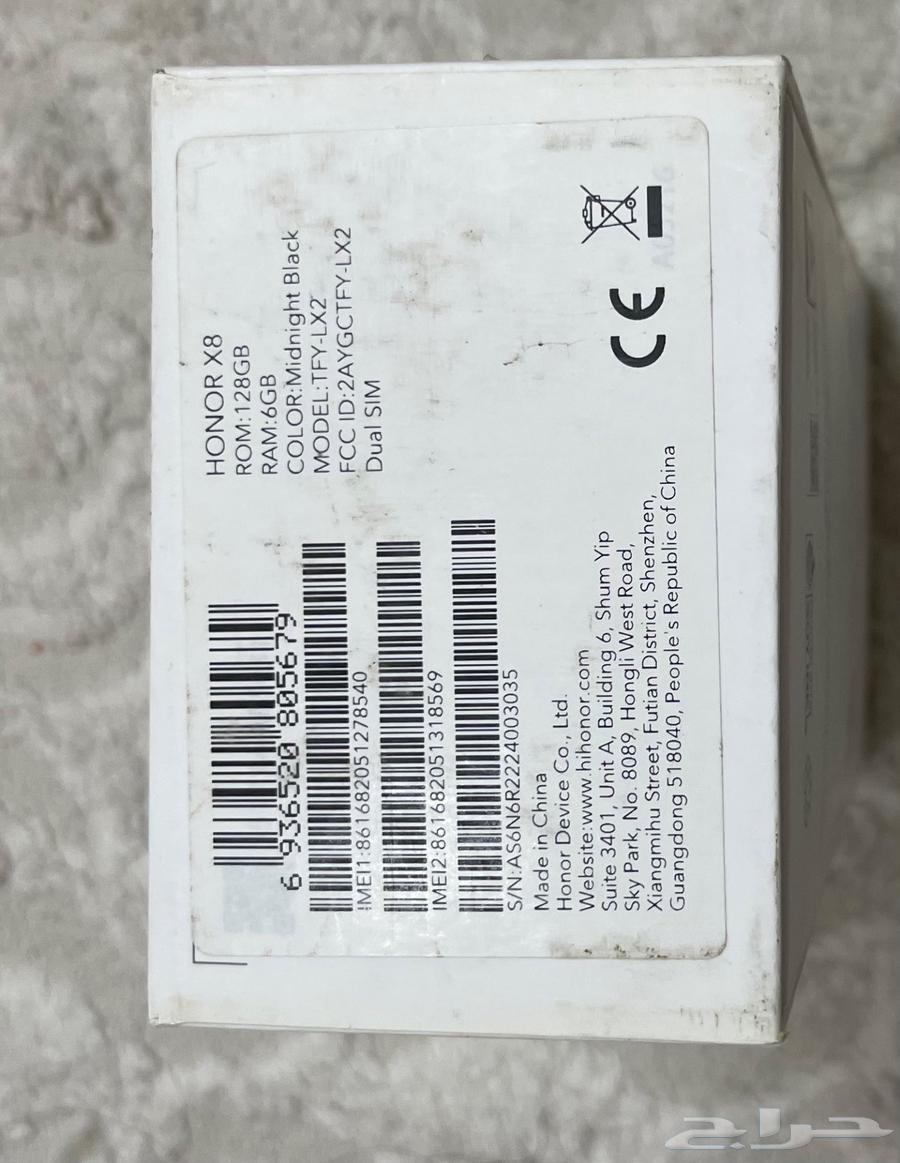 HONOR X8
ROM:128GB
RAM:6GB
COLOR:Midnight Black
MODEL:TFY-LX2
FCC ID:2AYGCTFY-LX2
Dual SIM
6 936520 805679
IMEI1:861682051278540
IMEI2:861682051318569
S/N:AS6N6R2224003035
Made in China
Honor Device Co., Ltd.
Website:www.hihonor.com
Suite 3401, Unit A, Building 6, Shum Yip
Sky Park, No. 8089, Hongli West Road,
Xiangmihu Street, Futian District, Shenzhen,
Guangdong 518040, People's Republic of China
CE
حراج